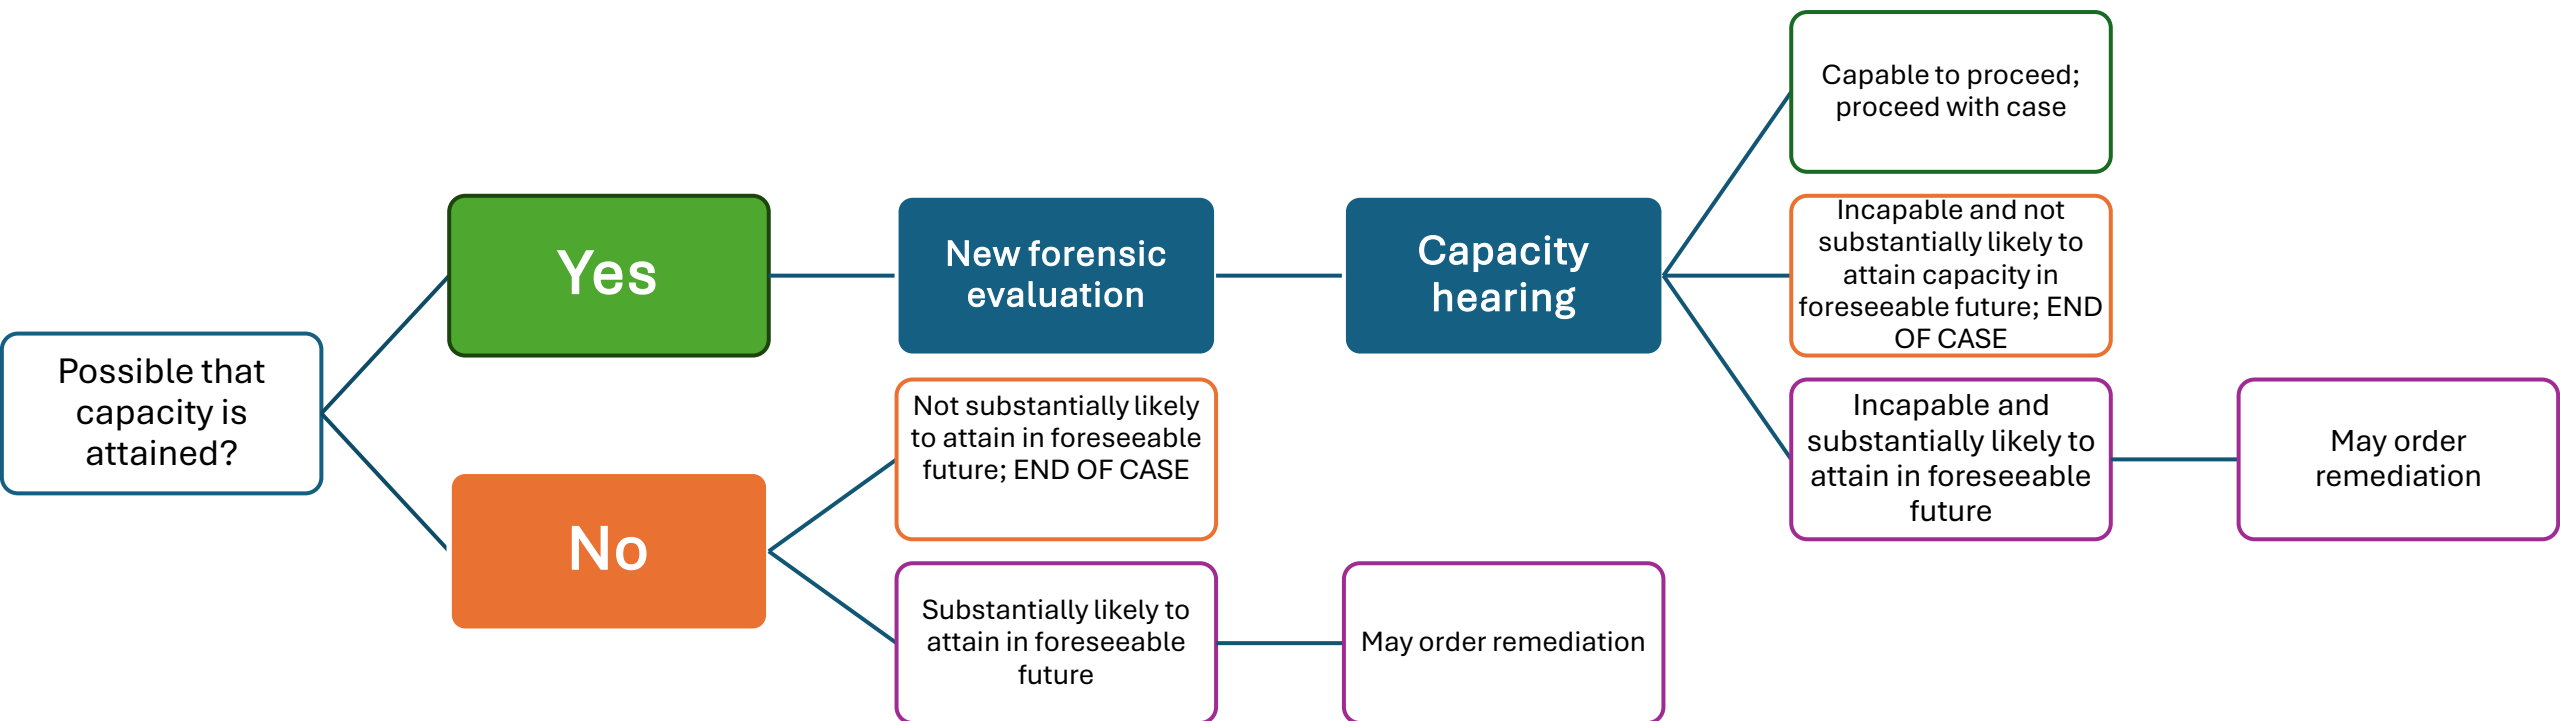 Possible that
capacity is
attained?
Yes
New forensic
evaluation
Capacity
hearing
Capable to proceed;
proceed with case
Incapable and not
substantially likely to
attain capacity in
foreseeable future; END
OF CASE
Incapable and
substantially likely to
attain in foreseeable
future
May order
remediation
No
Not substantially likely
to attain in foreseeable
future; END OF CASE
Substantially likely to
attain in foreseeable
future
May order remediation